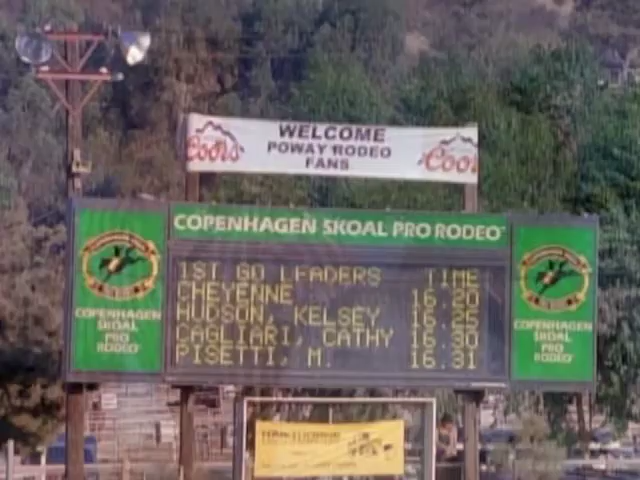 WELCOME
POWAY RODEO
FANS
Coors
Coors
COPENHAGEN SKOAL PRO RODEO
1ST GO LEADERS TIME
CHEYENNE 16.20
HUDSON, KELSEY 16.25
CAGLIARI, CATHY 16.30
PISETTI, M. 16.31
COPENHAGEN
SKOAL
PRO
RODEO
COPENHAGEN
SKOAL
PRO
RODEO